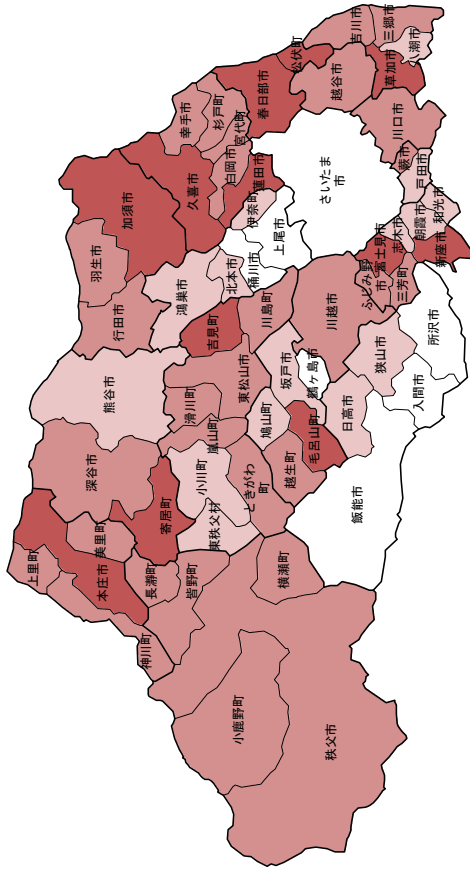 上里町
本庄市
神川町
美里町
深谷市
寄居町
長瀞町
皆野町
小鹿野町
秩父市
横瀬町
東秩父村
小川町
ときがわ
町
熊谷市
行田市
羽生市
加須市
鴻巣市
吉見町
滑川町
嵐山町
東松山市
鳩山町
越生町
毛呂山町
飯能市
日高市
坂戸市
鶴ヶ島市
川島町
川越市
狭山市
入間市
所沢市
北本市
桶川市
上尾市
伊奈町
久喜市
幸手市
杉戸町
宮代町
白岡市
蓮田市
春日部市
松伏町
さいたま
市
越谷市
吉川市
三郷市
八潮市
草加市
川口市
蕨市
戸田市
和光市
朝霞市
志木市
新座市
富士見市
ふじみ野
市
三芳町